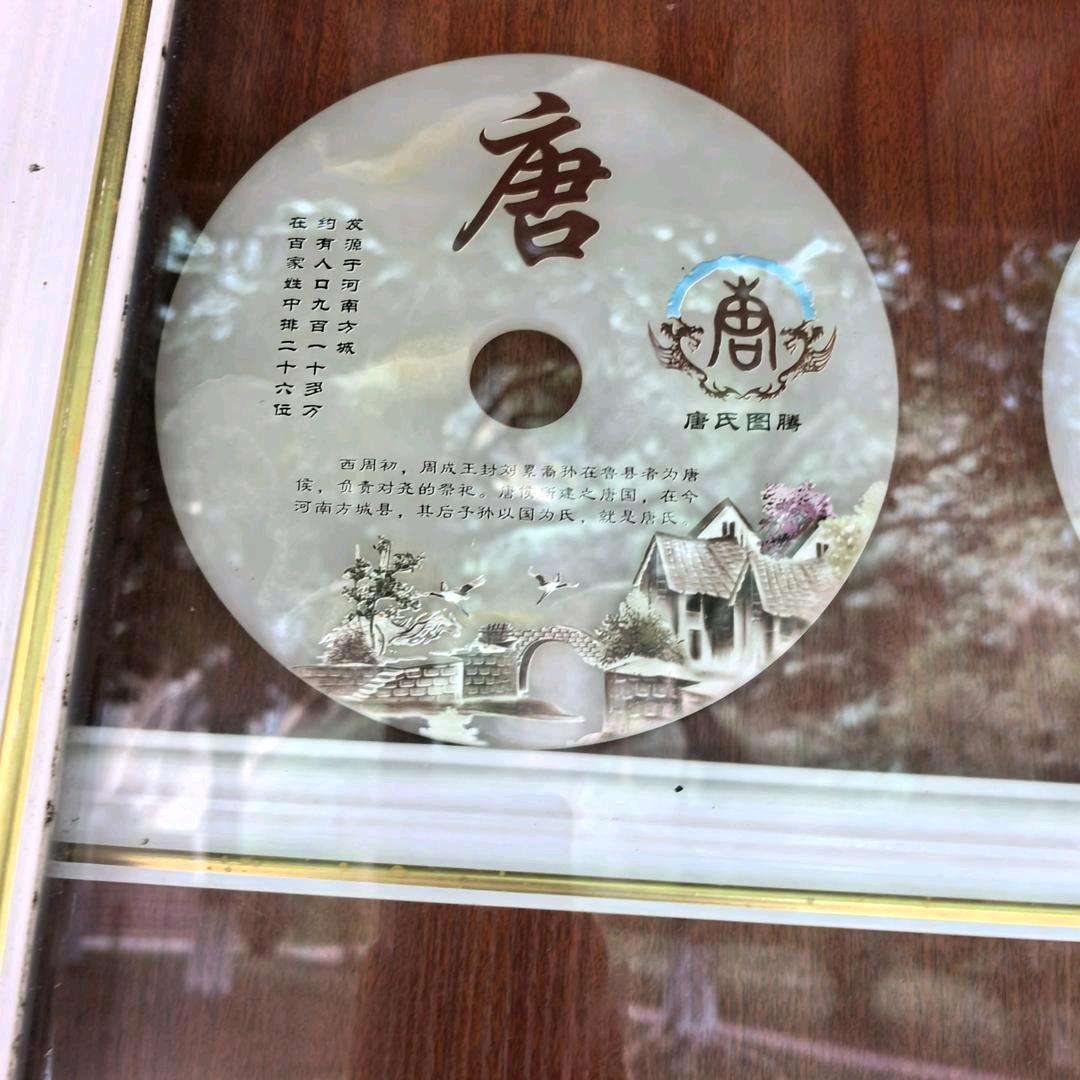 唐
发源于河南方城
约有人口九百一十多万
在百家姓中排二十六位
唐
唐氏图腾
西周初，周成王封刘累裔孙在鲁县者为唐
侯，负责对尧的祭祀。唐侯所建之唐国，在今
河南方城县，其后子孙以国为氏，就是唐氏。